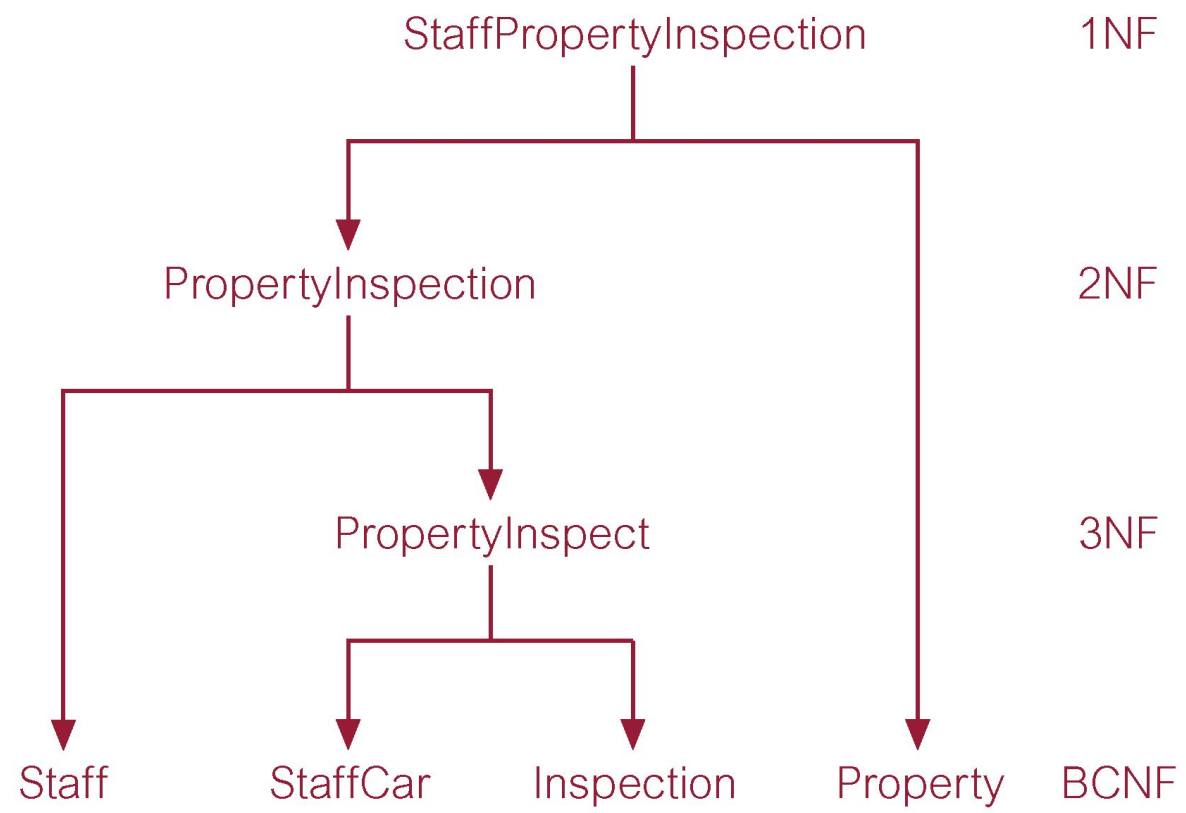 StaffPropertyInspection 1NF
PropertyInspection 2NF
PropertyInspect 3NF
Staff StaffCar Inspection Property BCNF